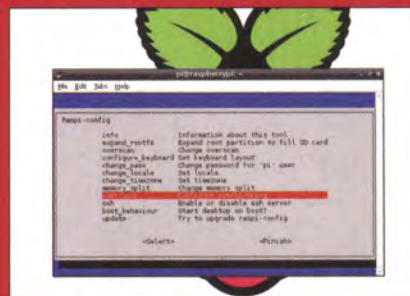 pi@raspberrypi: ~
File Edit Tabs Help
Raspi-config
info Information about this tool
expand_rootfs Expand root partition to fill SD card
overscan Change overscan
configure_keyboard Set keyboard layout
change_pass Change password for 'pi' user
change_locale Set locale
change_timezone Set timezone
memory_split Change memory split
ssh Enable or disable ssh server
boot_behaviour Start desktop on boot?
update Try to upgrade raspi-config
<Select> <Finish>